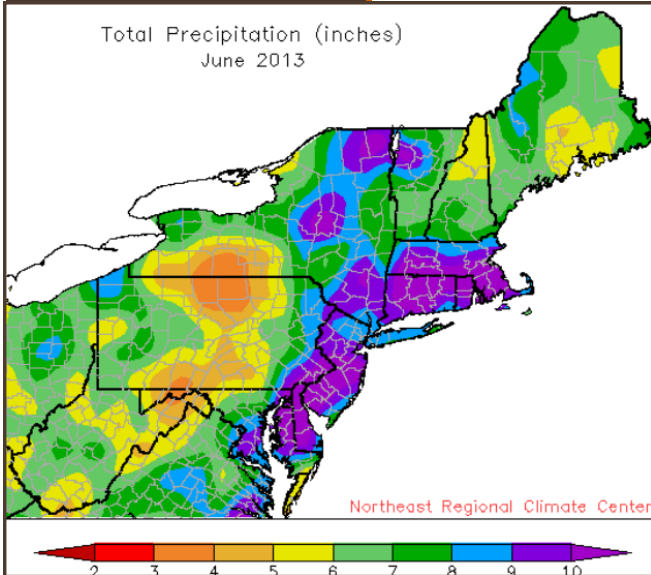 Total Precipitation (inches)
June 2013
Northeast Regional Climate Center
2 3 4 5 6 7 8 9 10